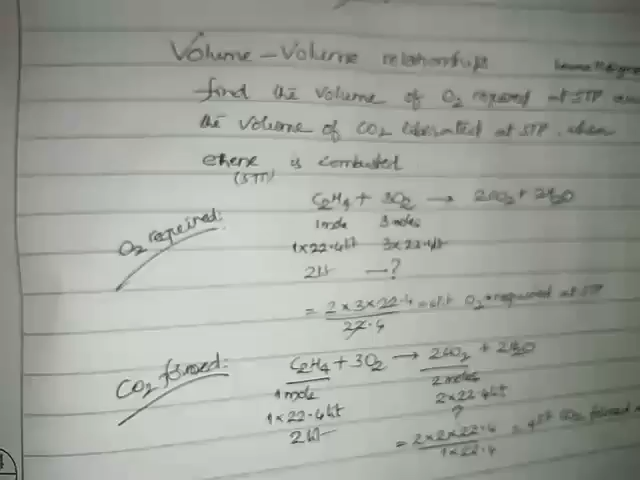 Volume - Volume relationship
find the volume of O2 required at STP
the volume of CO2 liberated at STP, when
ethene is combusted
(STP)
O2 required:
C2H4 + 3O2 → 2CO2 + 2H2O
1 mole 3 moles
1 x 22.4 lt 3 x 22.4 lt
2 lt — ?
= 2 x 3 x 22.4 / 22.4 = 6 lt O2 required at STP
CO2 formed:
C2H4 + 3O2 → 2CO2 + 2H2O
1 mole 2 moles
1 x 22.4 lt 2 x 22.4 lt
2 lt ?
= 2 x 2 x 22.4 / 1 x 22.4 = 4 lt CO2 formed